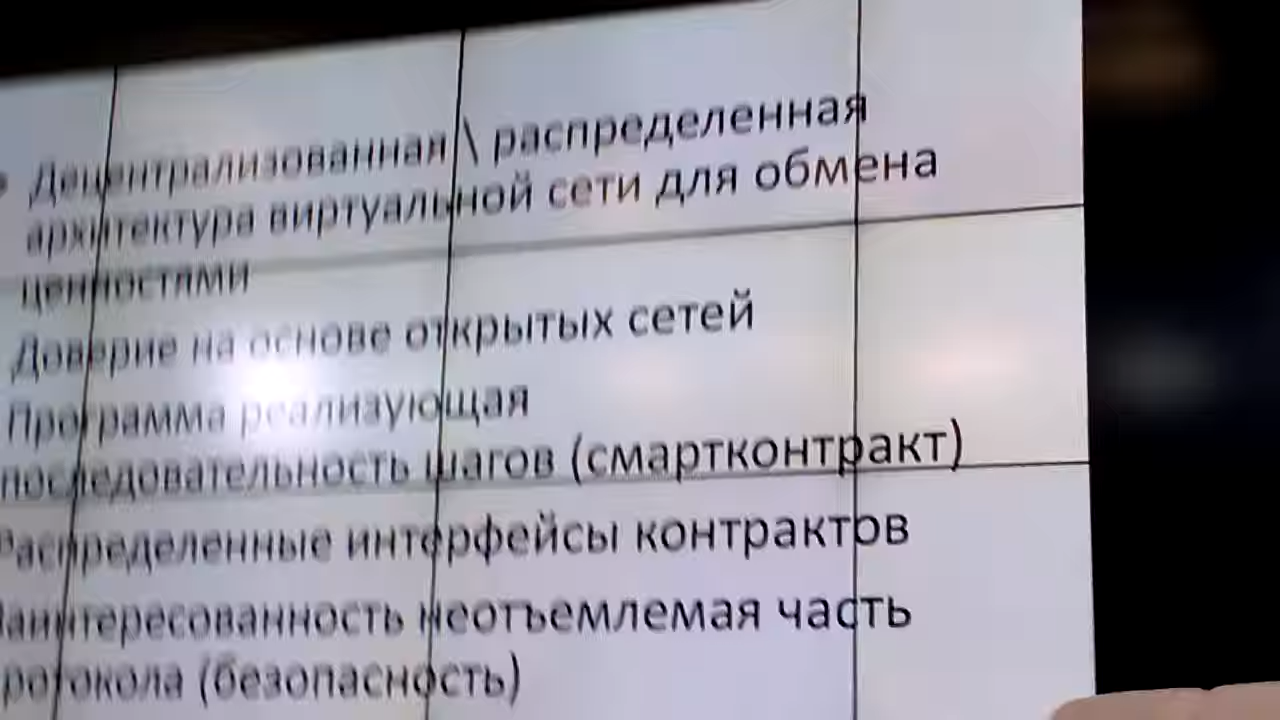 Децентрализованная \ распределенная
архитектура виртуальной сети для обмена
ценностями
Доверие на основе открытых сетей
Программа реализующая
последовательность шагов (смартконтракт)
Распределенные интерфейсы контрактов
Заинтересованность неотъемлемая часть
ротокола (безопасность)